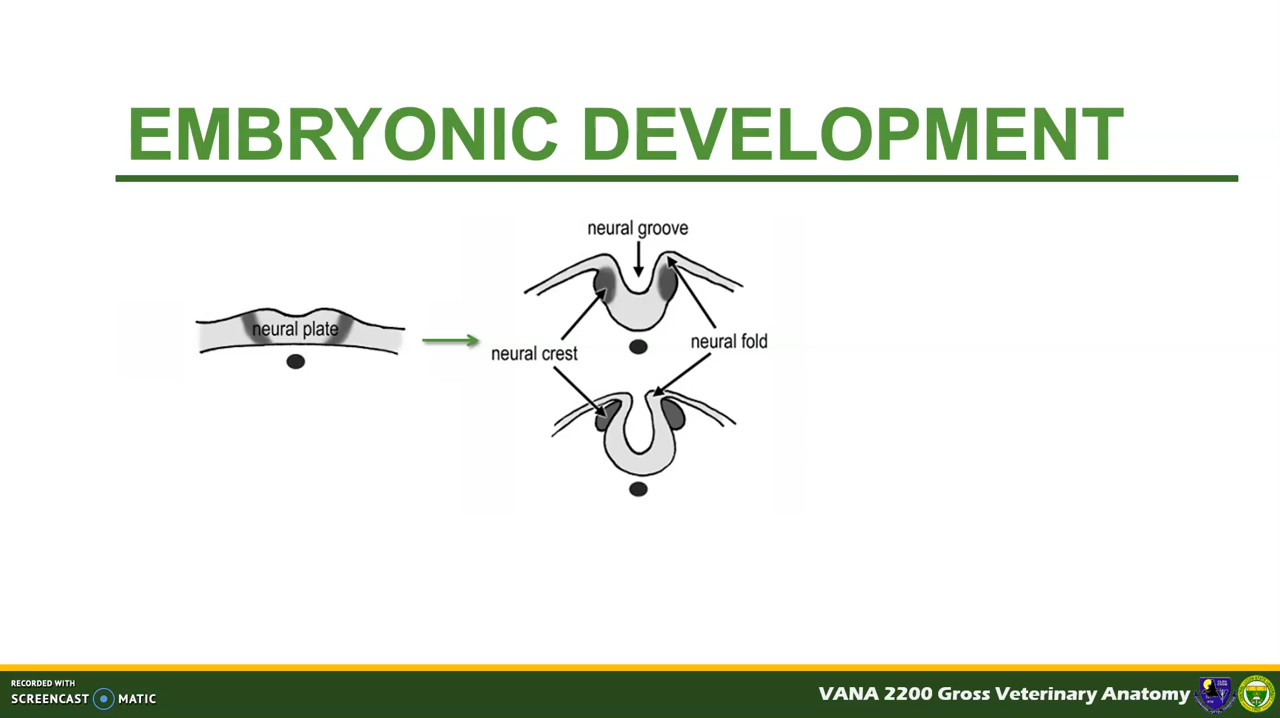 EMBRYONIC DEVELOPMENT
neural groove
neural plate
neural crest
neural fold
RECORDED WITH
SCREENCAST MATIC
VANA 2200 Gross Veterinary Anatomy